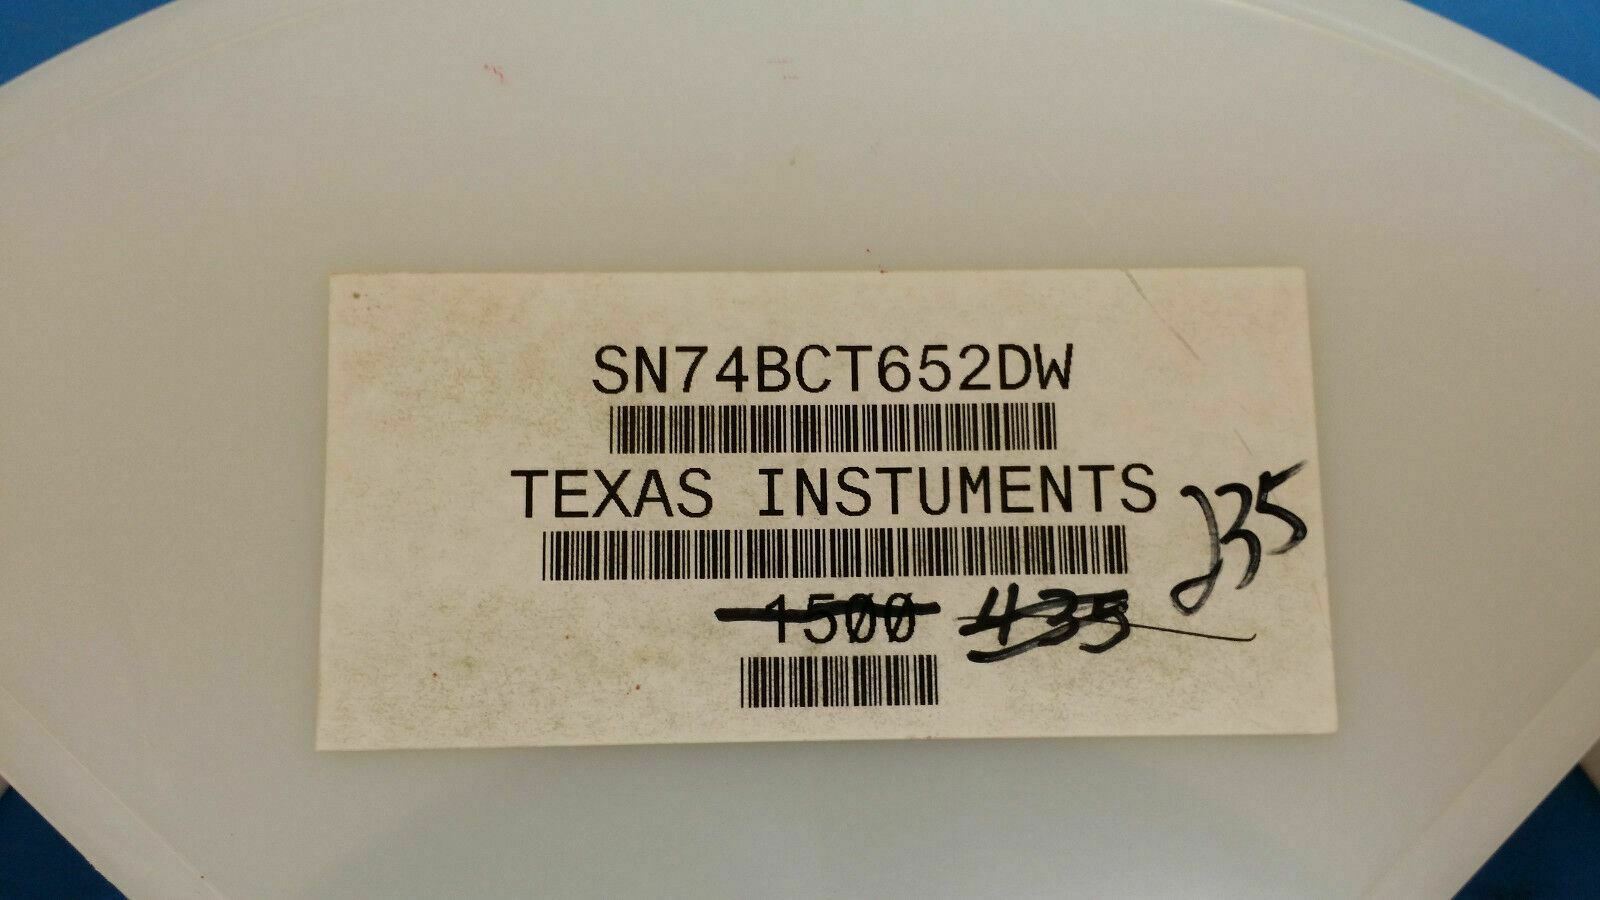 SN74BCT652DW
TEXAS INSTUMENTS
235
1500 435